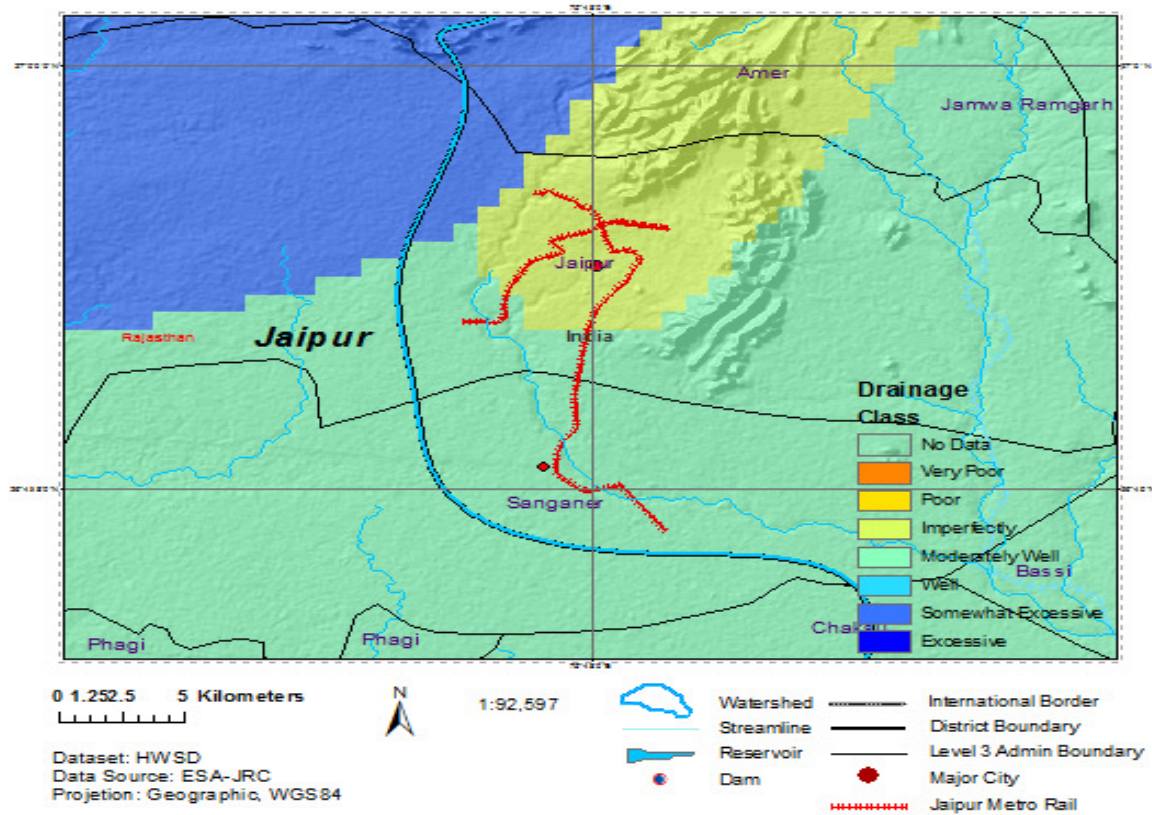 Amer
Jamwa Ramgarh
Jaipur
India
Jaipur
Rajasthan
Drainage
Class
No Data
Very Poor
Poor
Imperfectly
Moderately Well
Well
Somewhat Excessive
Excessive
Sanganer
Bassi
Phagi
Phagi
0 1.252.5 5 Kilometers
N
1:92,597
Watershed
Streamline
Reservoir
Dam
International Border
District Boundary
Level 3 Admin Boundary
Major City
Jaipur Metro Rail
Dataset: HWSD
Data Source: ESA-JRC
Projetion: Geographic, WGS84